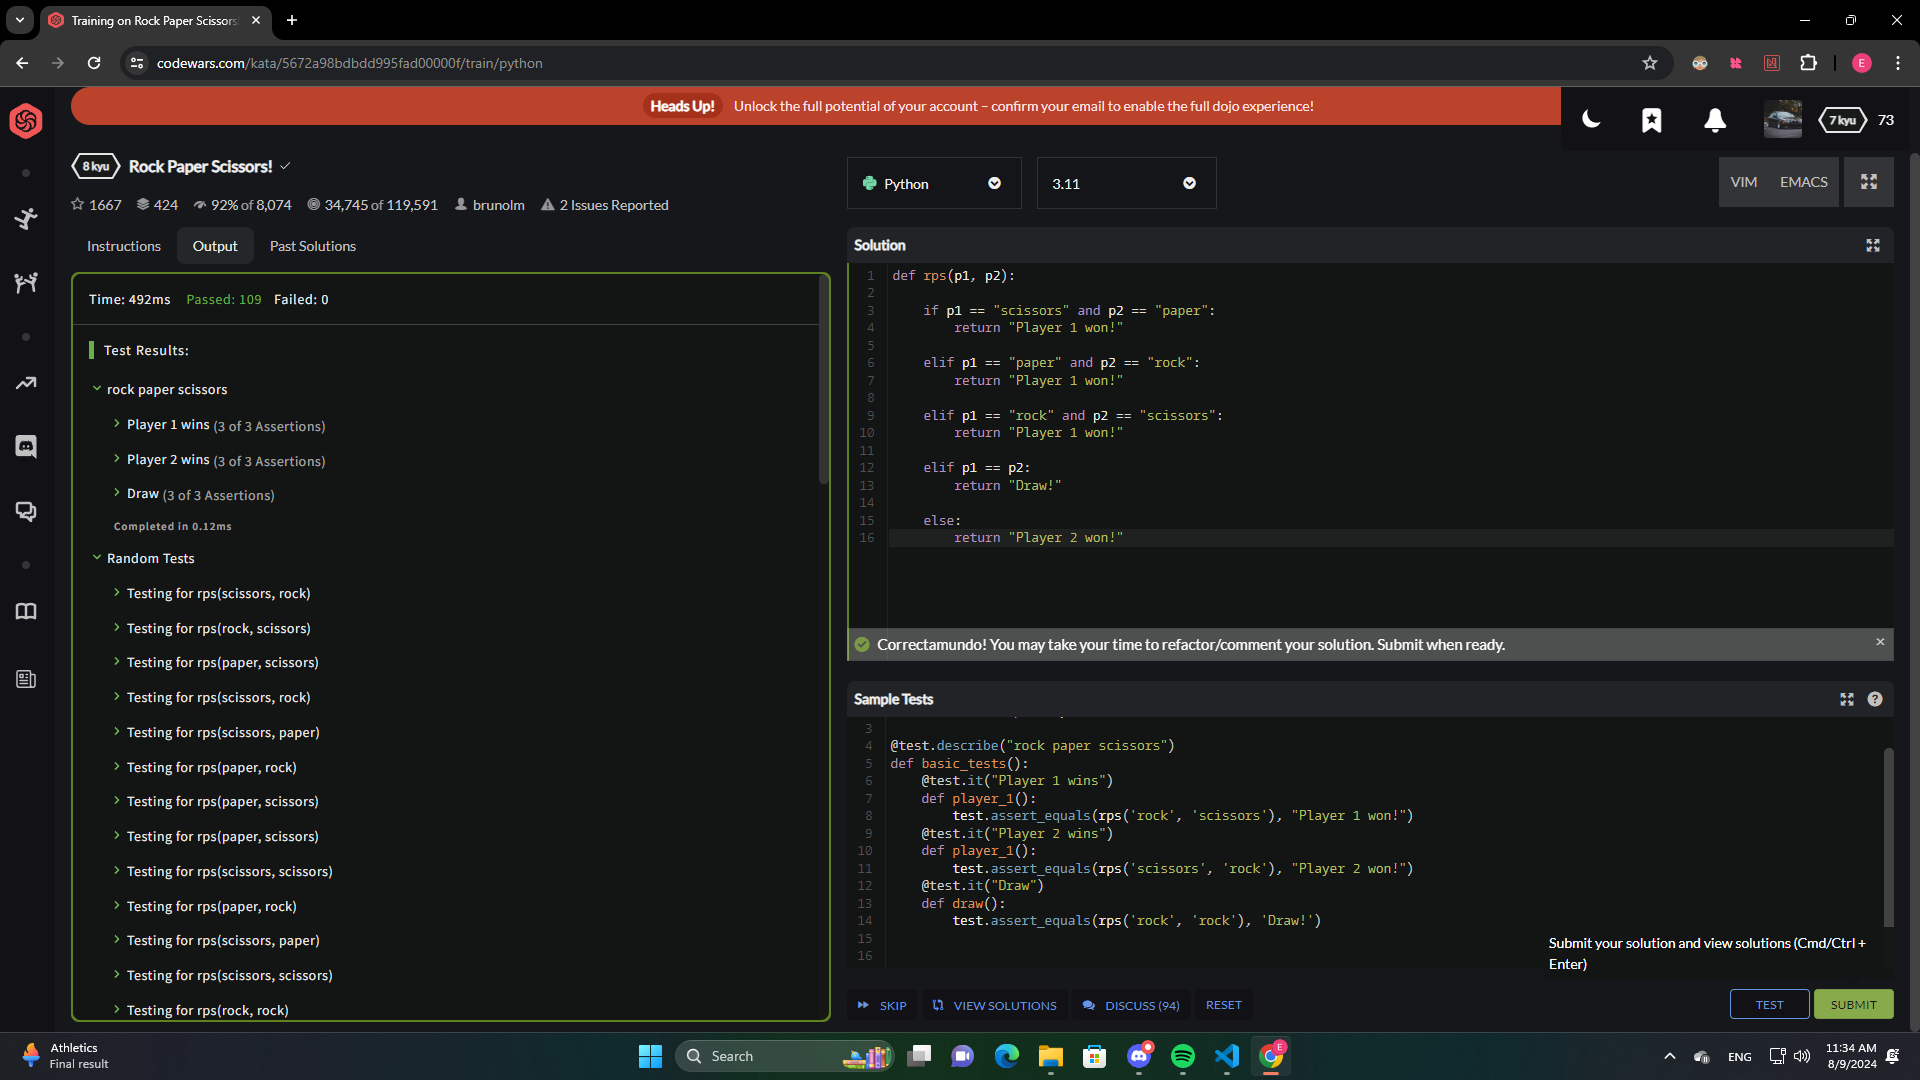 Training on Rock Paper Scissors!
codewars.com/kata/5672a98bdbdd995fad00000f/train/python
E
Heads Up! Unlock the full potential of your account – confirm your email to enable the full dojo experience!
7 kyu 73
8 kyu Rock Paper Scissors!
1667 424 92% of 8,074 34,745 of 119,591 brunolm 2 Issues Reported
Instructions Output Past Solutions
Time: 492ms Passed: 109 Failed: 0
Test Results:
rock paper scissors
Player 1 wins (3 of 3 Assertions)
Player 2 wins (3 of 3 Assertions)
Draw (3 of 3 Assertions)
Completed in 0.12ms
Random Tests
Testing for rps(scissors, rock)
Testing for rps(rock, scissors)
Testing for rps(paper, scissors)
Testing for rps(scissors, rock)
Testing for rps(scissors, paper)
Testing for rps(paper, rock)
Testing for rps(paper, scissors)
Testing for rps(paper, scissors)
Testing for rps(scissors, scissors)
Testing for rps(paper, rock)
Testing for rps(scissors, paper)
Testing for rps(scissors, scissors)
Testing for rps(rock, rock)
Python 3.11
VIM EMACS
Solution
1 def rps(p1, p2):
2
3 if p1 == "scissors" and p2 == "paper":
4 return "Player 1 won!"
5
6 elif p1 == "paper" and p2 == "rock":
7 return "Player 1 won!"
8
9 elif p1 == "rock" and p2 == "scissors":
10 return "Player 1 won!"
11
12 elif p1 == p2:
13 return "Draw!"
14
15 else:
16 return "Player 2 won!"
Correctamundo! You may take your time to refactor/comment your solution. Submit when ready.
Sample Tests
3
4 @test.describe("rock paper scissors")
5 def basic_tests():
6 @test.it("Player 1 wins")
7 def player_1():
8 test.assert_equals(rps('rock', 'scissors'), "Player 1 won!")
9 @test.it("Player 2 wins")
10 def player_1():
11 test.assert_equals(rps('scissors', 'rock'), "Player 2 won!")
12 @test.it("Draw")
13 def draw():
14 test.assert_equals(rps('rock', 'rock'), 'Draw!')
15
16
Submit your solution and view solutions (Cmd/Ctrl +
Enter)
SKIP VIEW SOLUTIONS DISCUSS (94) RESET
TEST SUBMIT
Athletics
Final result
Search
E
ENG
11:34 AM
8/9/2024